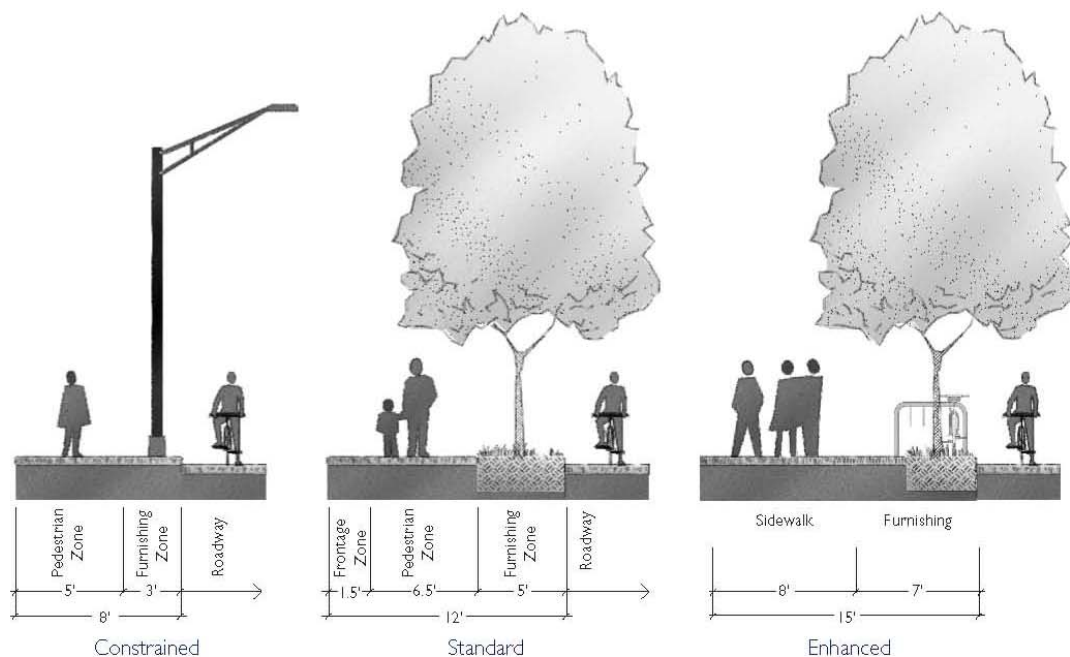 Pedestrian
Zone
Furnishing
Zone
Roadway
5'
3'
8'
Constrained
Frontage
Zone
Pedestrian
Zone
Furnishing
Zone
Roadway
1.5'
6.5'
5'
12'
Standard
Sidewalk
Furnishing
8'
7'
15'
Enhanced